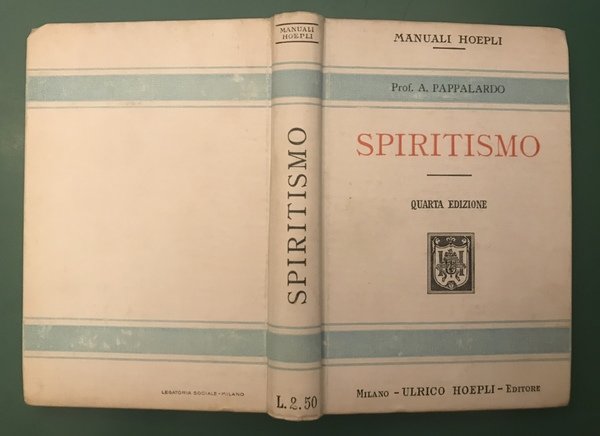 MANUALI HOEPLI
Prof. A. PAPPALARDO
SPIRITISMO
QUARTA EDIZIONE
MILANO - ULRICO HOEPLI - EDITORE
MANUALI
HOEPLI
SPIRITISMO
L. 2.50
LEGATORIA SOCIALE - MILANO